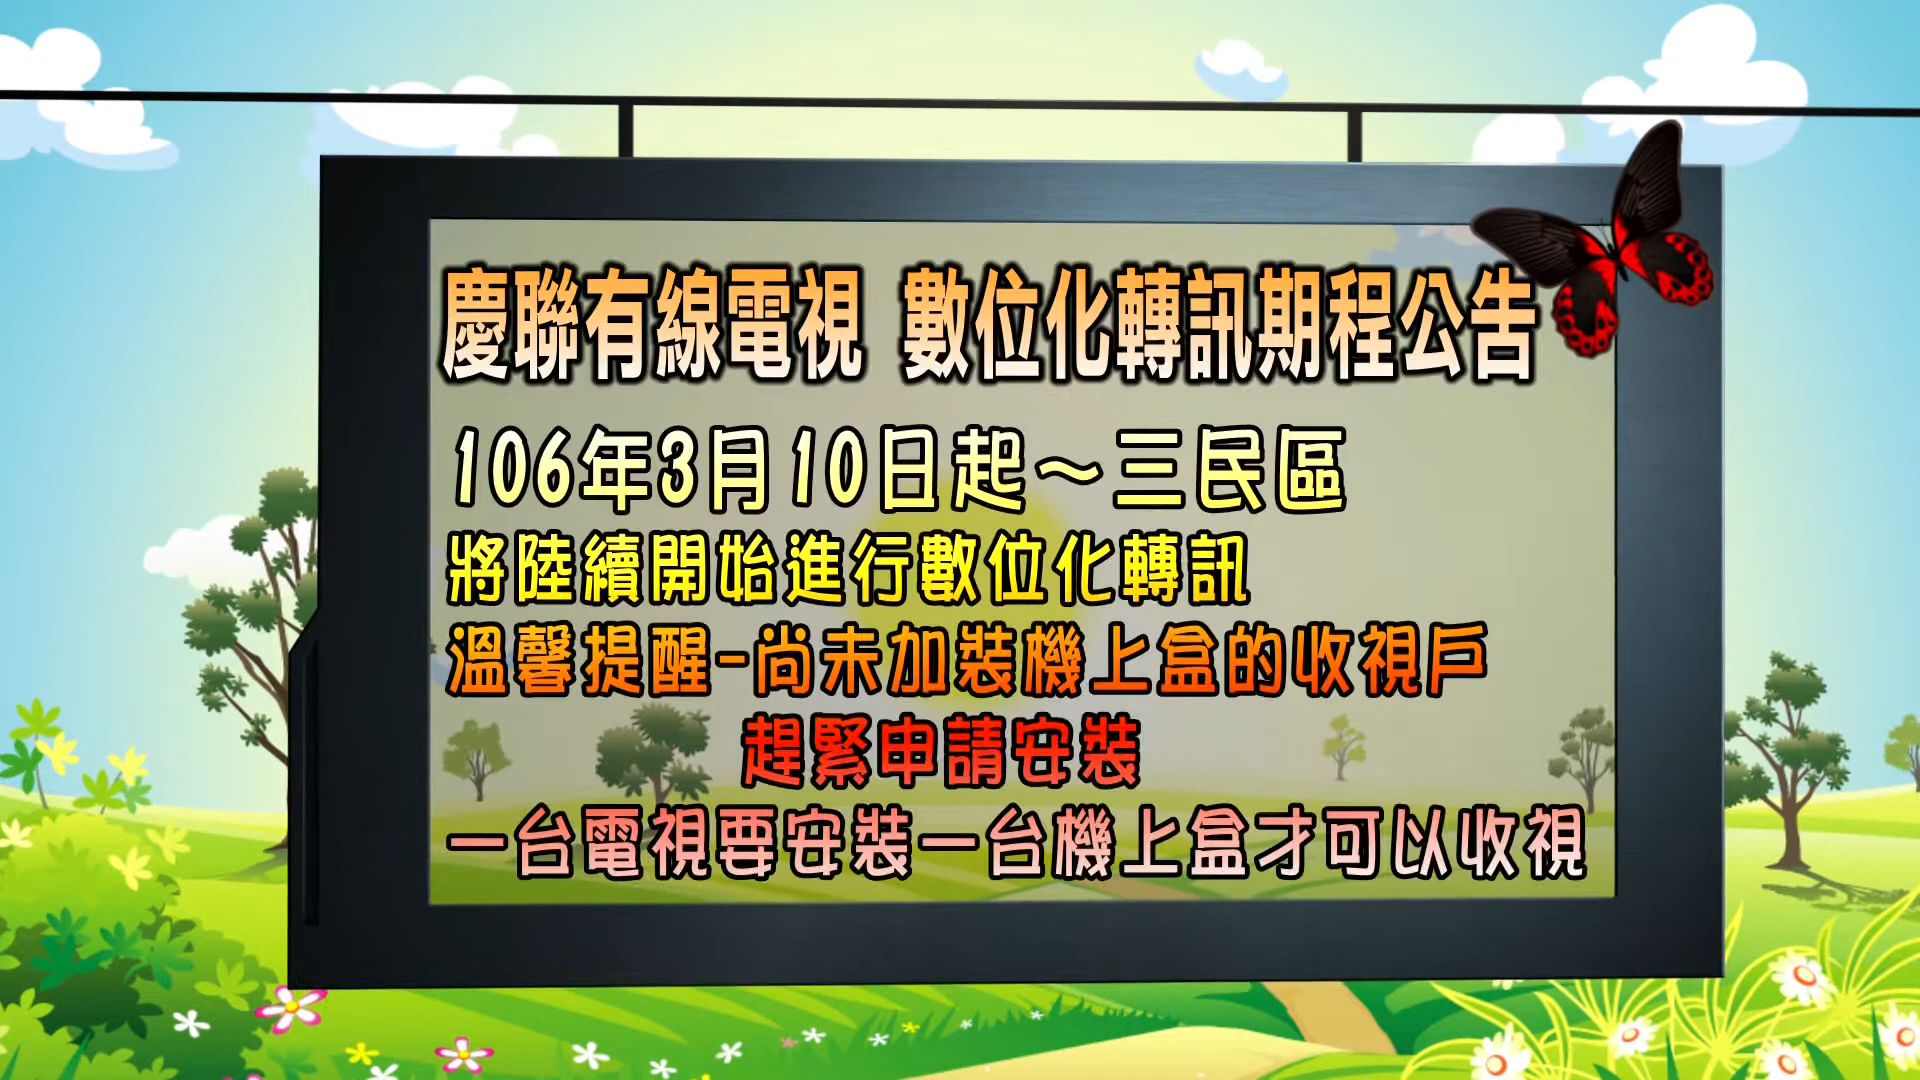 慶聯有線電視 數位化轉訊期程公告
106年3月10日起～三民區
將陸續開始進行數位化轉訊
溫馨提醒-尚未加裝機上盒的收視戶
趕緊申請安裝
一台電視要安裝一台機上盒才可以收視